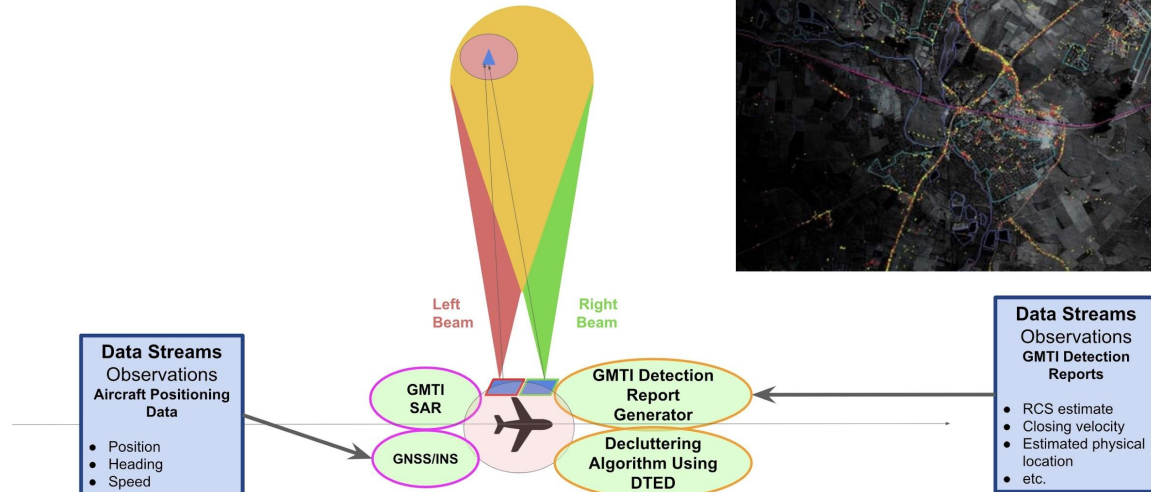 Left
Beam
Right
Beam
Data Streams
Observations
Aircraft Positioning
Data
● Position
● Heading
● Speed
GMTI
SAR
GNSS/INS
GMTI Detection
Report
Generator
Decluttering
Algorithm Using
DTED
Data Streams
Observations
GMTI Detection
Reports
● RCS estimate
● Closing velocity
● Estimated physical
location
● etc.